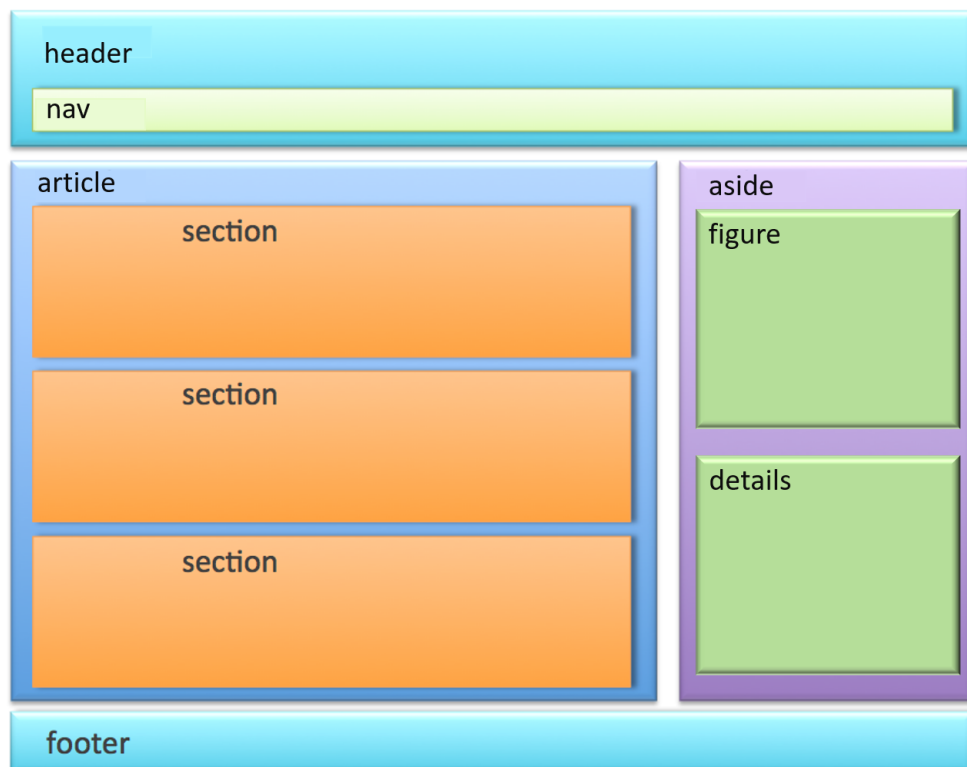 header
nav
article
section
section
section
aside
figure
details
footer